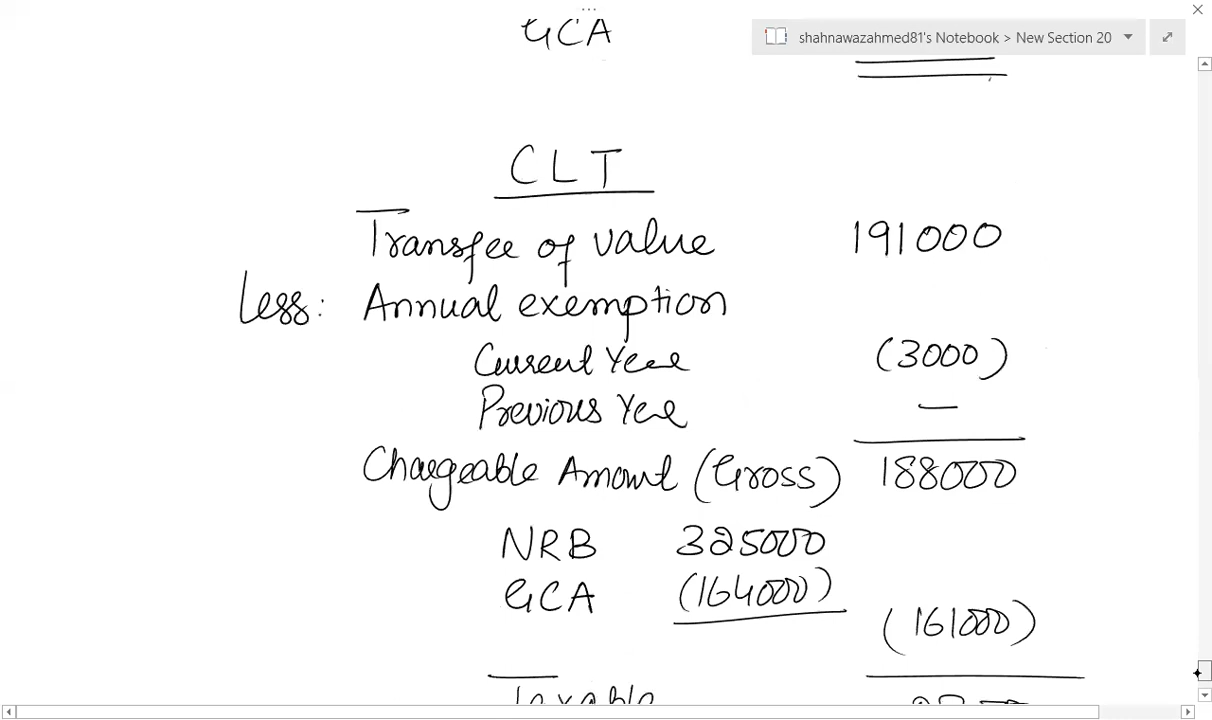 GCA
shahnawazahmed81's Notebook > New Section 20
CLT
Transfer of value 191000
Less: Annual exemption
Current Year (3000)
Previous Year —
Chargeable Amount (Gross) 188000
NRB 325000
GCA (164000)
(161000)
Taxable